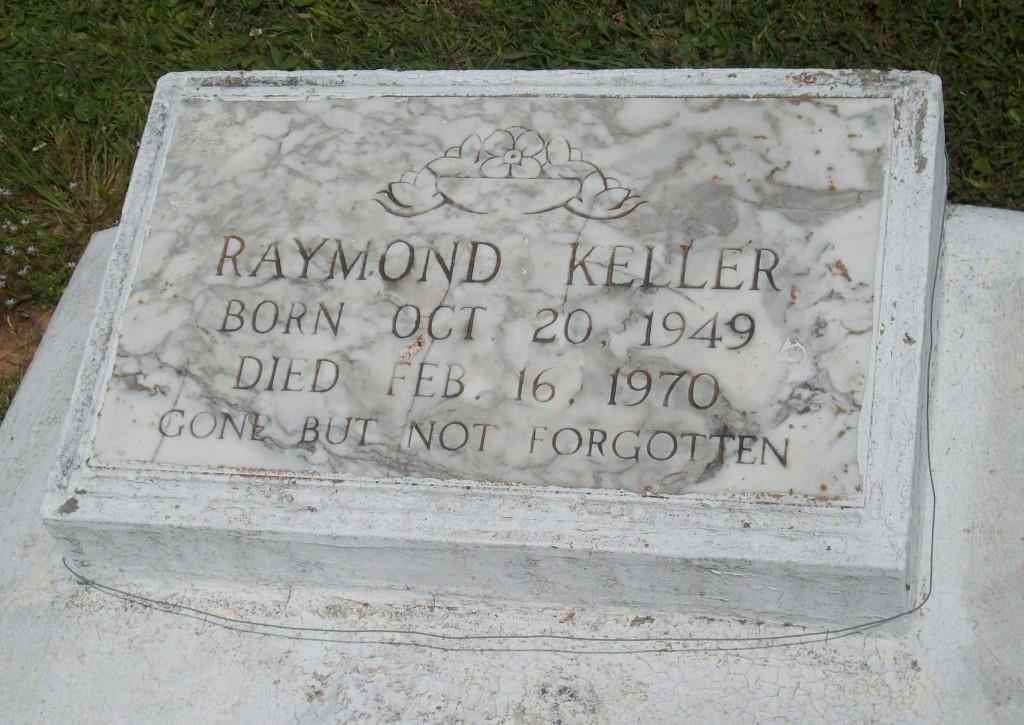 RAYMOND KELLER
BORN OCT 20, 1949
DIED FEB. 16, 1970
GONE BUT NOT FORGOTTEN